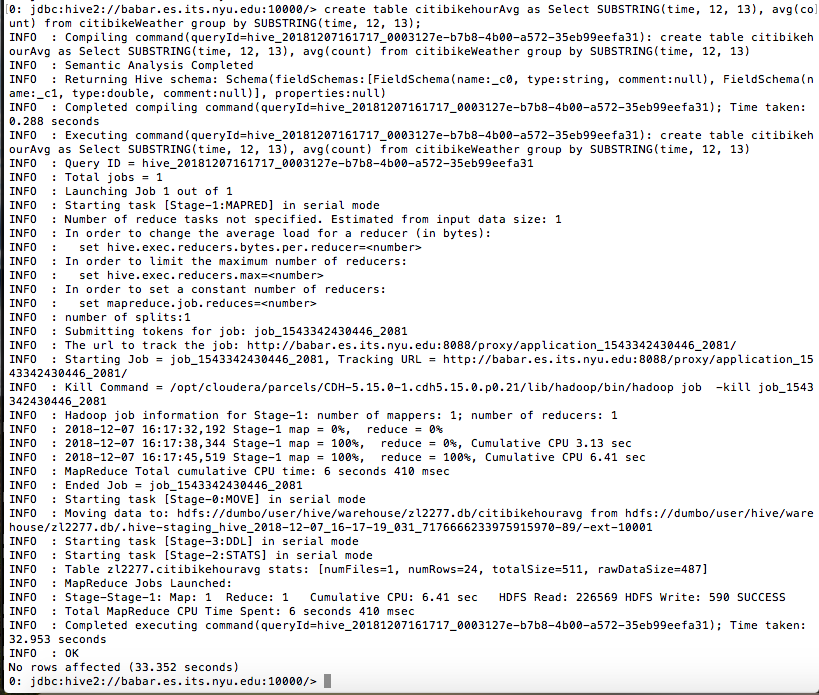 [0: jdbc:hive2://babar.es.its.nyu.edu:10000/> create table citibikehourAvg as Select SUBSTRING(time, 12, 13), avg(co]
unt) from citibikeWeather group by SUBSTRING(time, 12, 13);
INFO  : Compiling command(queryId=hive_20181207161717_0003127e-b7b8-4b00-a572-35eb99eefa31): create table citibikeh
ourAvg as Select SUBSTRING(time, 12, 13), avg(count) from citibikeWeather group by SUBSTRING(time, 12, 13)
INFO  : Semantic Analysis Completed
INFO  : Returning Hive schema: Schema(fieldSchemas:[FieldSchema(name:_c0, type:string, comment:null), FieldSchema(n
ame:_c1, type:double, comment:null)], properties:null)
INFO  : Completed compiling command(queryId=hive_20181207161717_0003127e-b7b8-4b00-a572-35eb99eefa31); Time taken:
0.288 seconds
INFO  : Executing command(queryId=hive_20181207161717_0003127e-b7b8-4b00-a572-35eb99eefa31): create table citibikeh
ourAvg as Select SUBSTRING(time, 12, 13), avg(count) from citibikeWeather group by SUBSTRING(time, 12, 13)
INFO  : Query ID = hive_20181207161717_0003127e-b7b8-4b00-a572-35eb99eefa31
INFO  : Total jobs = 1
INFO  : Launching Job 1 out of 1
INFO  : Starting task [Stage-1:MAPRED] in serial mode
INFO  : Number of reduce tasks not specified. Estimated from input data size: 1
INFO  : In order to change the average load for a reducer (in bytes):
INFO  :   set hive.exec.reducers.bytes.per.reducer=<number>
INFO  : In order to limit the maximum number of reducers:
INFO  :   set hive.exec.reducers.max=<number>
INFO  : In order to set a constant number of reducers:
INFO  :   set mapreduce.job.reduces=<number>
INFO  : number of splits:1
INFO  : Submitting tokens for job: job_1543342430446_2081
INFO  : The url to track the job: http://babar.es.its.nyu.edu:8088/proxy/application_1543342430446_2081/
INFO  : Starting Job = job_1543342430446_2081, Tracking URL = http://babar.es.its.nyu.edu:8088/proxy/application_15
43342430446_2081/
INFO  : Kill Command = /opt/cloudera/parcels/CDH-5.15.0-1.cdh5.15.0.p0.21/lib/hadoop/bin/hadoop job  -kill job_1543
342430446_2081
INFO  : Hadoop job information for Stage-1: number of mappers: 1; number of reducers: 1
INFO  : 2018-12-07 16:17:32,192 Stage-1 map = 0%,  reduce = 0%
INFO  : 2018-12-07 16:17:38,344 Stage-1 map = 100%,  reduce = 0%, Cumulative CPU 3.13 sec
INFO  : 2018-12-07 16:17:45,519 Stage-1 map = 100%,  reduce = 100%, Cumulative CPU 6.41 sec
INFO  : MapReduce Total cumulative CPU time: 6 seconds 410 msec
INFO  : Ended Job = job_1543342430446_2081
INFO  : Starting task [Stage-0:MOVE] in serial mode
INFO  : Moving data to: hdfs://dumbo/user/hive/warehouse/zl2277.db/citibikehouravg from hdfs://dumbo/user/hive/ware
house/zl2277.db/.hive-staging_hive_2018-12-07_16-17-19_031_7176666233975915970-89/-ext-10001
INFO  : Starting task [Stage-3:DDL] in serial mode
INFO  : Starting task [Stage-2:STATS] in serial mode
INFO  : Table zl2277.citibikehouravg stats: [numFiles=1, numRows=24, totalSize=511, rawDataSize=487]
INFO  : MapReduce Jobs Launched:
INFO  : Stage-Stage-1: Map: 1  Reduce: 1   Cumulative CPU: 6.41 sec   HDFS Read: 226569 HDFS Write: 590 SUCCESS
INFO  : Total MapReduce CPU Time Spent: 6 seconds 410 msec
INFO  : Completed executing command(queryId=hive_20181207161717_0003127e-b7b8-4b00-a572-35eb99eefa31); Time taken:
32.953 seconds
INFO  : OK
No rows affected (33.352 seconds)
0: jdbc:hive2://babar.es.its.nyu.edu:10000/>